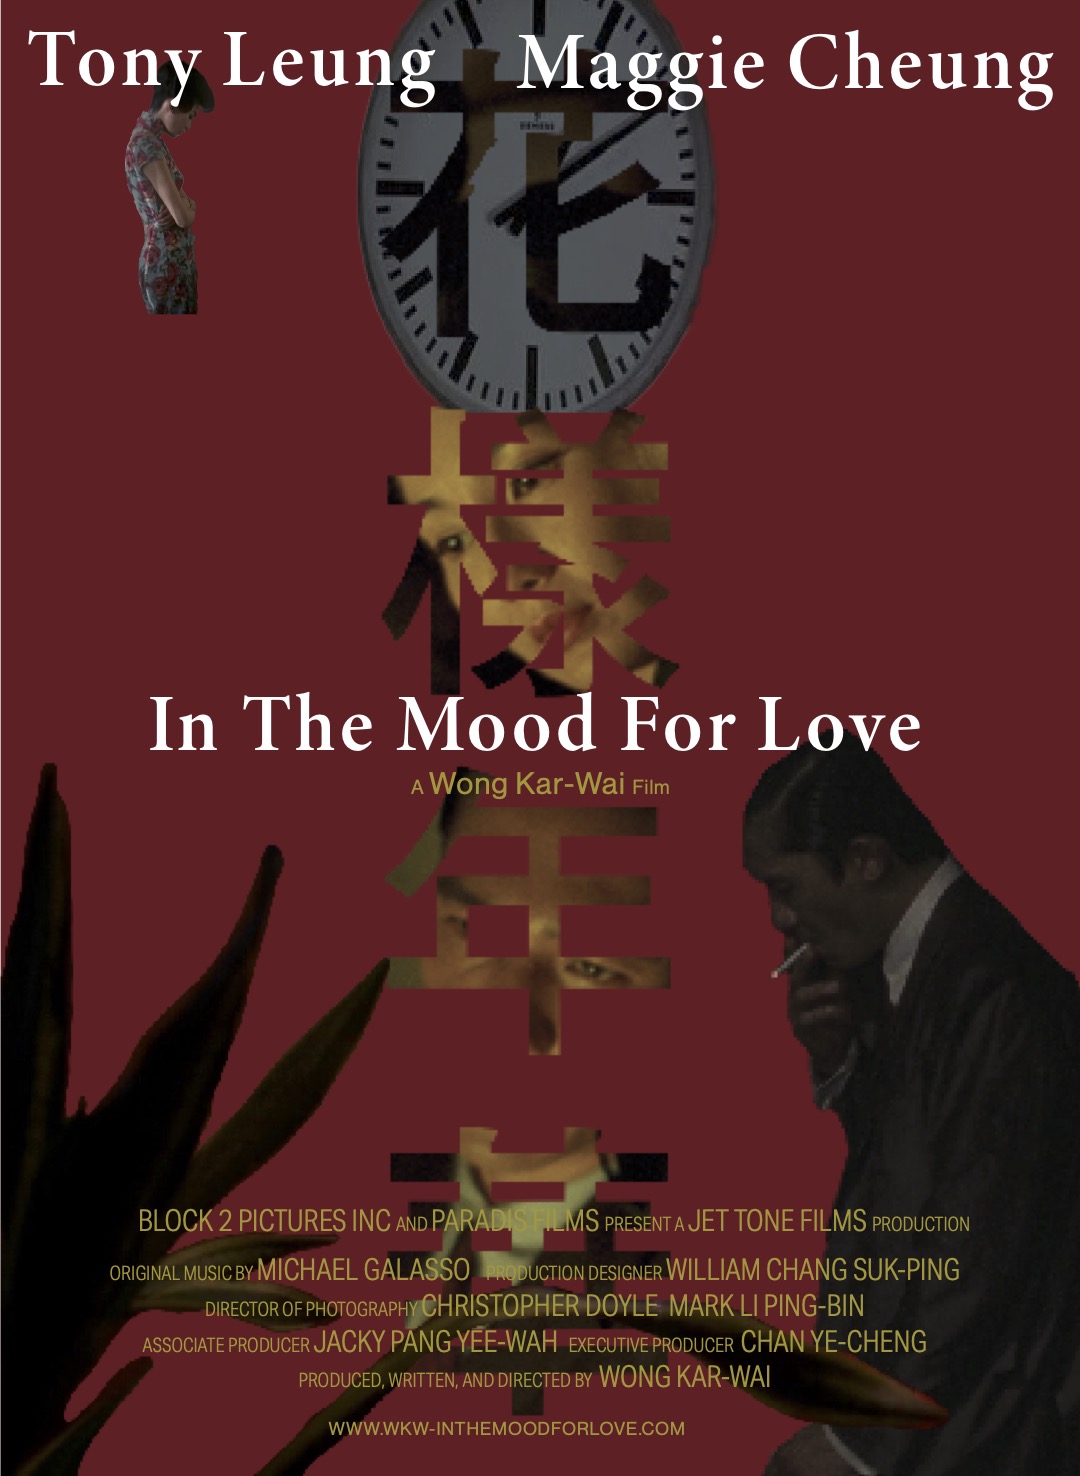 Tony Leung Maggie Cheung
花
樣
In The Mood For Love
A Wong Kar-Wai Film
年
華
BLOCK 2 PICTURES INC AND PARADIS FILMS PRESENT A JET TONE FILMS PRODUCTION
ORIGINAL MUSIC BY MICHAEL GALASSO PRODUCTION DESIGNER WILLIAM CHANG SUK-PING
DIRECTOR OF PHOTOGRAPHY CHRISTOPHER DOYLE MARK LI PING-BIN
ASSOCIATE PRODUCER JACKY PANG YEE-WAH EXECUTIVE PRODUCER CHAN YE-CHENG
PRODUCED, WRITTEN, AND DIRECTED BY WONG KAR-WAI
WWW.WKW-INTHEMOODFORLOVE.COM